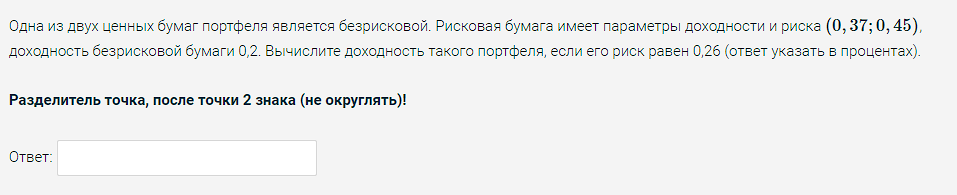 Одна из двух ценных бумаг портфеля является безрисковой. Рисковая бумага имеет параметры доходности и риска (0, 37; 0, 45),
доходность безрисковой бумаги 0,2. Вычислите доходность такого портфеля, если его риск равен 0,26 (ответ указать в процентах).
Разделитель точка, после точки 2 знака (не округлять)!
Ответ: